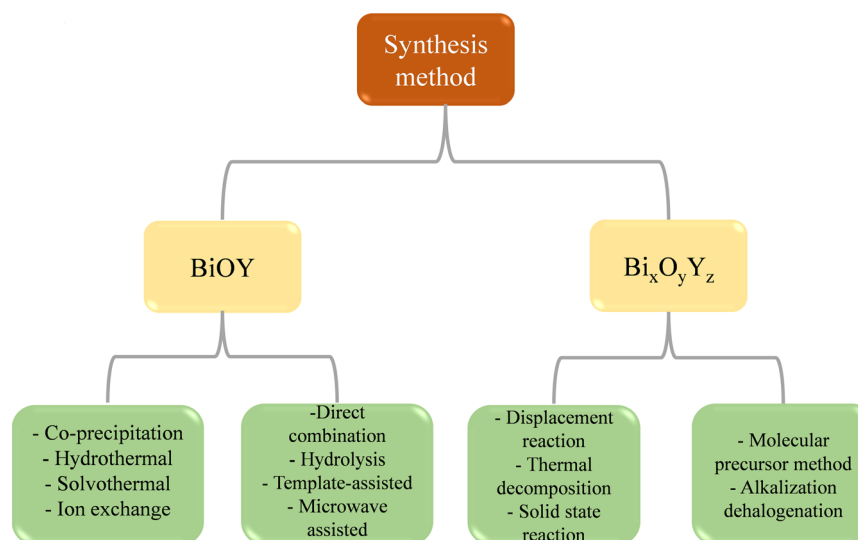 Synthesis
method
BiOY
BiₓOᵧY_z
- Co-precipitation
- Hydrothermal
- Solvothermal
- Ion exchange
-Direct
combination
- Hydrolysis
- Template-assisted
- Microwave
assisted
- Displacement
reaction
- Thermal
decomposition
- Solid state
reaction
- Molecular
precursor method
- Alkalization
dehalogenation